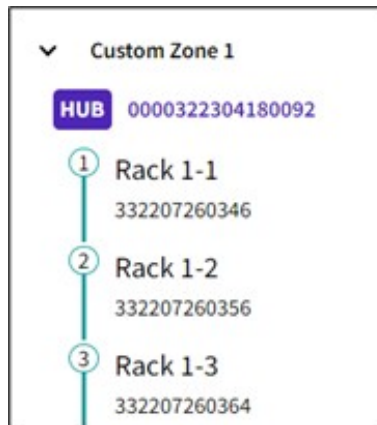 Custom Zone 1
HUB 0000322304180092
1 Rack 1-1
332207260346
2 Rack 1-2
332207260356
3 Rack 1-3
332207260364